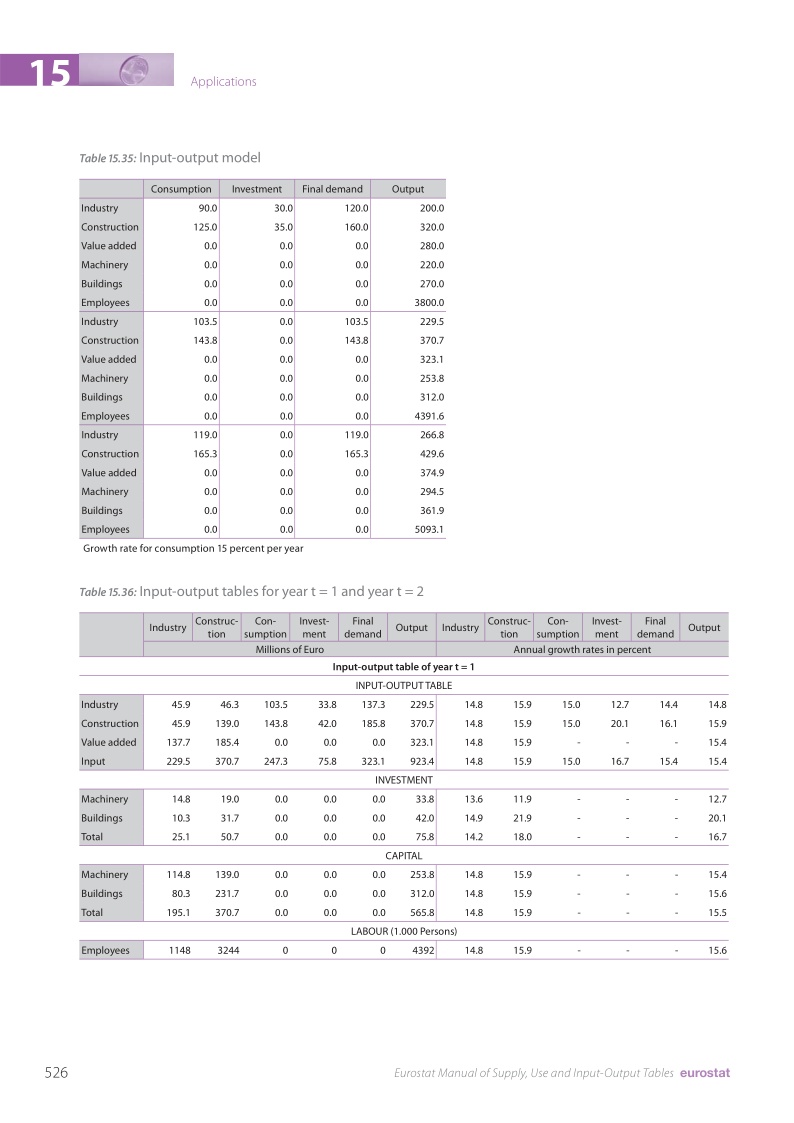 15
Applications
Table 15.35: Input-output model
Consumption Investment Final demand Output
Industry 90.0 30.0 120.0 200.0
Construction 125.0 35.0 160.0 320.0
Value added 0.0 0.0 0.0 280.0
Machinery 0.0 0.0 0.0 220.0
Buildings 0.0 0.0 0.0 270.0
Employees 0.0 0.0 0.0 3800.0
Industry 103.5 0.0 103.5 229.5
Construction 143.8 0.0 143.8 370.7
Value added 0.0 0.0 0.0 323.1
Machinery 0.0 0.0 0.0 253.8
Buildings 0.0 0.0 0.0 312.0
Employees 0.0 0.0 0.0 4391.6
Industry 119.0 0.0 119.0 266.8
Construction 165.3 0.0 165.3 429.6
Value added 0.0 0.0 0.0 374.9
Machinery 0.0 0.0 0.0 294.5
Buildings 0.0 0.0 0.0 361.9
Employees 0.0 0.0 0.0 5093.1
Growth rate for consumption 15 percent per year
Table 15.36: Input-output tables for year t = 1 and year t = 2
Industry Construc- Con- Invest- Final Output Industry Construc- Con- Invest- Final Output
tion sumption ment demand tion sumption ment demand
Millions of Euro Annual growth rates in percent
Input-output table of year t = 1
INPUT-OUTPUT TABLE
Industry 45.9 46.3 103.5 33.8 137.3 229.5 14.8 15.9 15.0 12.7 14.4 14.8
Construction 45.9 139.0 143.8 42.0 185.8 370.7 14.8 15.9 15.0 20.1 16.1 15.9
Value added 137.7 185.4 0.0 0.0 0.0 323.1 14.8 15.9 - - - 15.4
Input 229.5 370.7 247.3 75.8 323.1 923.4 14.8 15.9 15.0 16.7 15.4 15.4
INVESTMENT
Machinery 14.8 19.0 0.0 0.0 0.0 33.8 13.6 11.9 - - - 12.7
Buildings 10.3 31.7 0.0 0.0 0.0 42.0 14.9 21.9 - - - 20.1
Total 25.1 50.7 0.0 0.0 0.0 75.8 14.2 18.0 - - - 16.7
CAPITAL
Machinery 114.8 139.0 0.0 0.0 0.0 253.8 14.8 15.9 - - - 15.4
Buildings 80.3 231.7 0.0 0.0 0.0 312.0 14.8 15.9 - - - 15.6
Total 195.1 370.7 0.0 0.0 0.0 565.8 14.8 15.9 - - - 15.5
LABOUR (1.000 Persons)
Employees 1148 3244 0 0 0 4392 14.8 15.9 - - - 15.6
526
Eurostat Manual of Supply, Use and Input-Output Tables eurostat